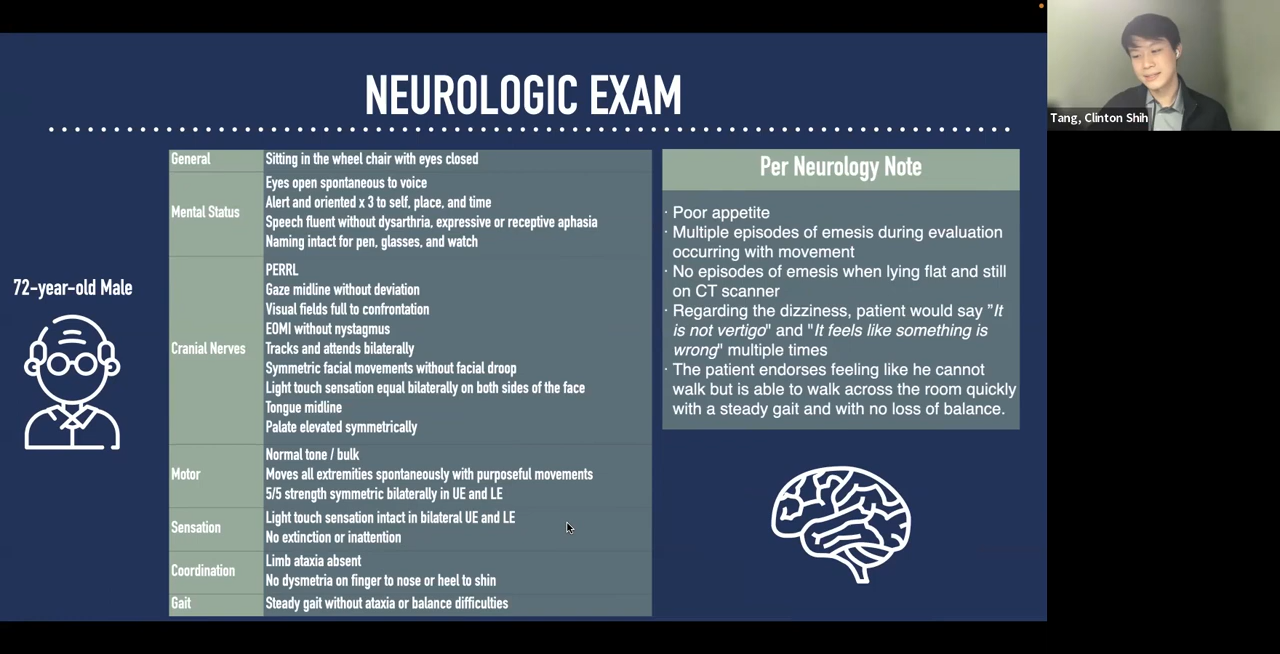 NEUROLOGIC EXAM
72-year-old Male
General
Sitting in the wheel chair with eyes closed
Mental Status
Eyes open spontaneous to voice
Alert and oriented x 3 to self, place, and time
Speech fluent without dysarthria, expressive or receptive aphasia
Naming intact for pen, glasses, and watch
Cranial Nerves
PERRL
Gaze midline without deviation
Visual fields full to confrontation
EOMI without nystagmus
Tracks and attends bilaterally
Symmetric facial movements without facial droop
Light touch sensation equal bilaterally on both sides of the face
Tongue midline
Palate elevated symmetrically
Motor
Normal tone / bulk
Moves all extremities spontaneously with purposeful movements
5/5 strength symmetric bilaterally in UE and LE
Sensation
Light touch sensation intact in bilateral UE and LE
No extinction or inattention
Coordination
Limb ataxia absent
No dysmetria on finger to nose or heel to shin
Gait
Steady gait without ataxia or balance difficulties
Per Neurology Note
· Poor appetite
· Multiple episodes of emesis during evaluation
occurring with movement
· No episodes of emesis when lying flat and still
on CT scanner
· Regarding the dizziness, patient would say "It
is not vertigo" and "It feels like something is
wrong" multiple times
· The patient endorses feeling like he cannot
walk but is able to walk across the room quickly
with a steady gait and with no loss of balance.
Tang, Clinton Shih